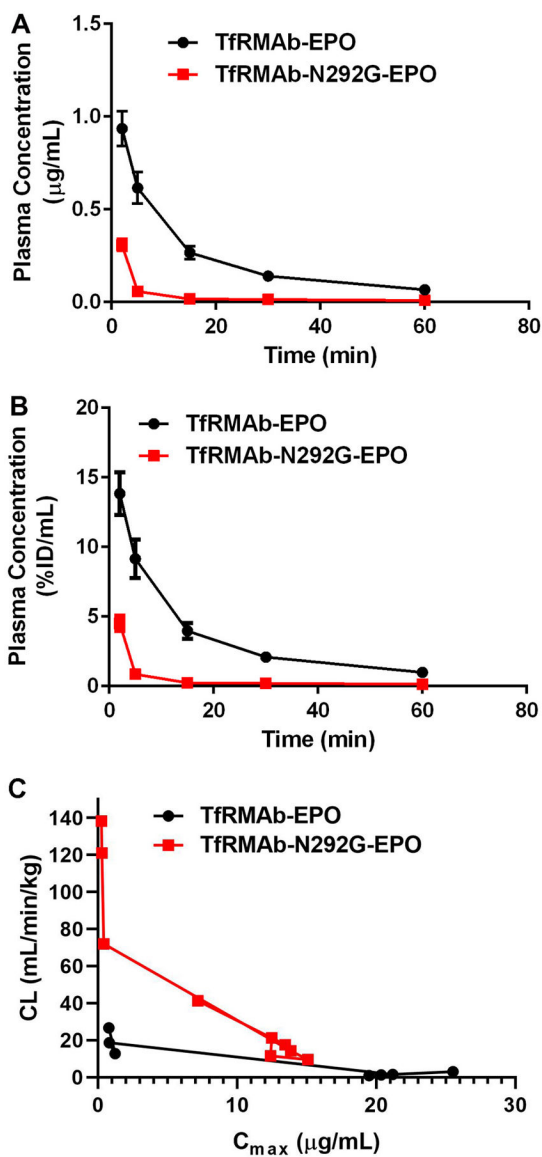 A
TfRMAb-EPO
TfRMAb-N292G-EPO
Plasma Concentration
(μg/mL)
1.5
1.0
0.5
0.0
0
20
40
60
80
Time (min)
B
TfRMAb-EPO
TfRMAb-N292G-EPO
Plasma Concentration
(%ID/mL)
20
15
10
5
0
0
20
40
60
80
Time (min)
C
TfRMAb-EPO
TfRMAb-N292G-EPO
CL (mL/min/kg)
140
120
100
80
60
40
20
0
0
10
20
30
Cmax (μg/mL)